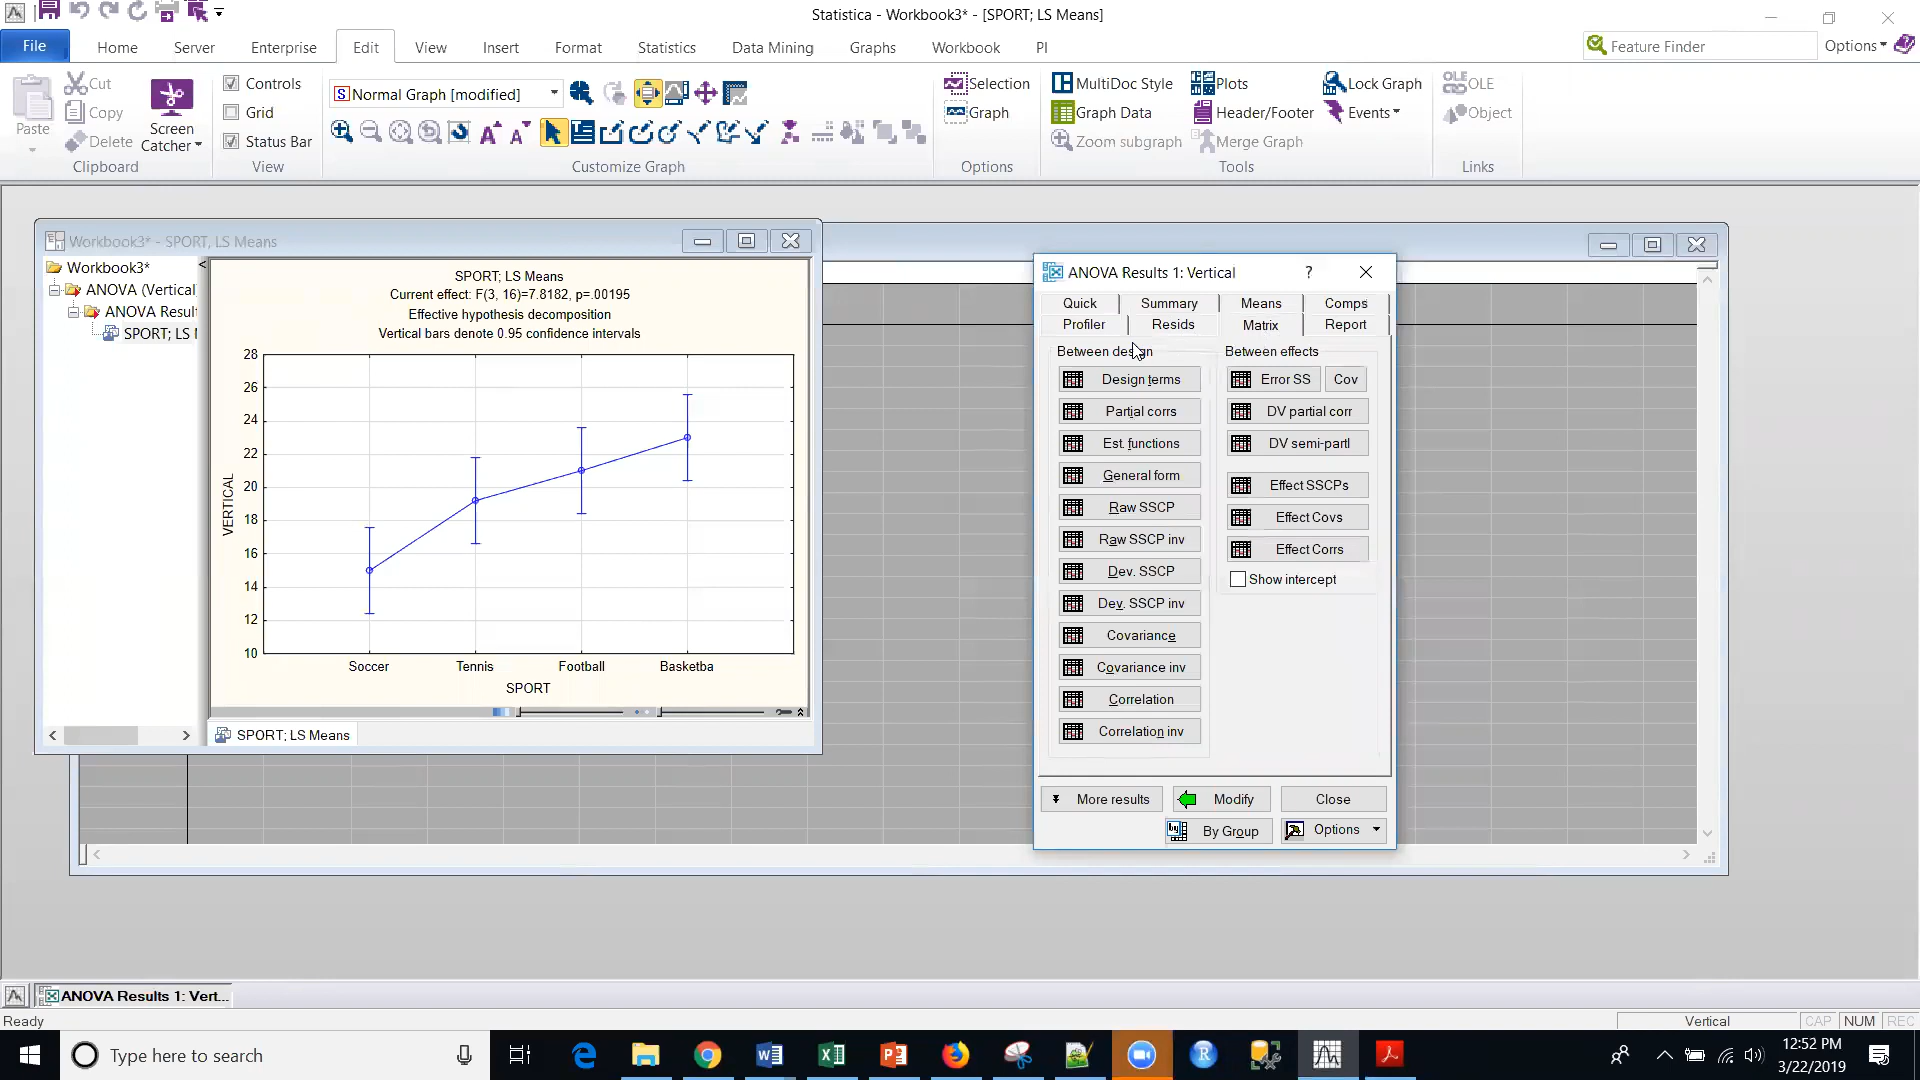 Statistica - Workbook3* - [SPORT; LS Means]
File
Home
Server
Enterprise
Edit
View
Insert
Format
Statistics
Data Mining
Graphs
Workbook
PI
Feature Finder
Options
Paste
Cut
Copy
Delete
Screen
Catcher
Clipboard
Controls
Grid
Status Bar
View
Normal Graph [modified]
Customize Graph
Selection
Graph
Options
MultiDoc Style
Graph Data
Zoom subgraph
Plots
Header/Footer
Merge Graph
Lock Graph
Events
Tools
OLE OLE
Object
Links
Workbook3* - SPORT, LS Means
Workbook3*
ANOVA (Vertical
ANOVA Resul
SPORT; LS
SPORT; LS Means
Current effect: F(3, 16)=7.8182, p=.00195
Effective hypothesis decomposition
Vertical bars denote 0.95 confidence intervals
28
26
24
22
20
18
16
14
12
10
VERTICAL
Soccer Tennis Football Basketba
SPORT
SPORT; LS Means
ANOVA Results 1: Vertical
?
Quick Summary Means Comps
Profiler Resids Matrix Report
Between design
Design terms
Partial corrs
Est. functions
General form
Raw SSCP
Raw SSCP inv
Dev. SSCP
Dev. SSCP inv
Covariance
Covariance inv
Correlation
Correlation inv
Between effects
Error SS Cov
DV partial corr
DV semi-partl
Effect SSCPs
Effect Covs
Effect Corrs
Show intercept
More results Modify Close
By Group Options
ANOVA Results 1: Vert...
Ready
Vertical
CAP
NUM
REC
Type here to search
12:52 PM
3/22/2019